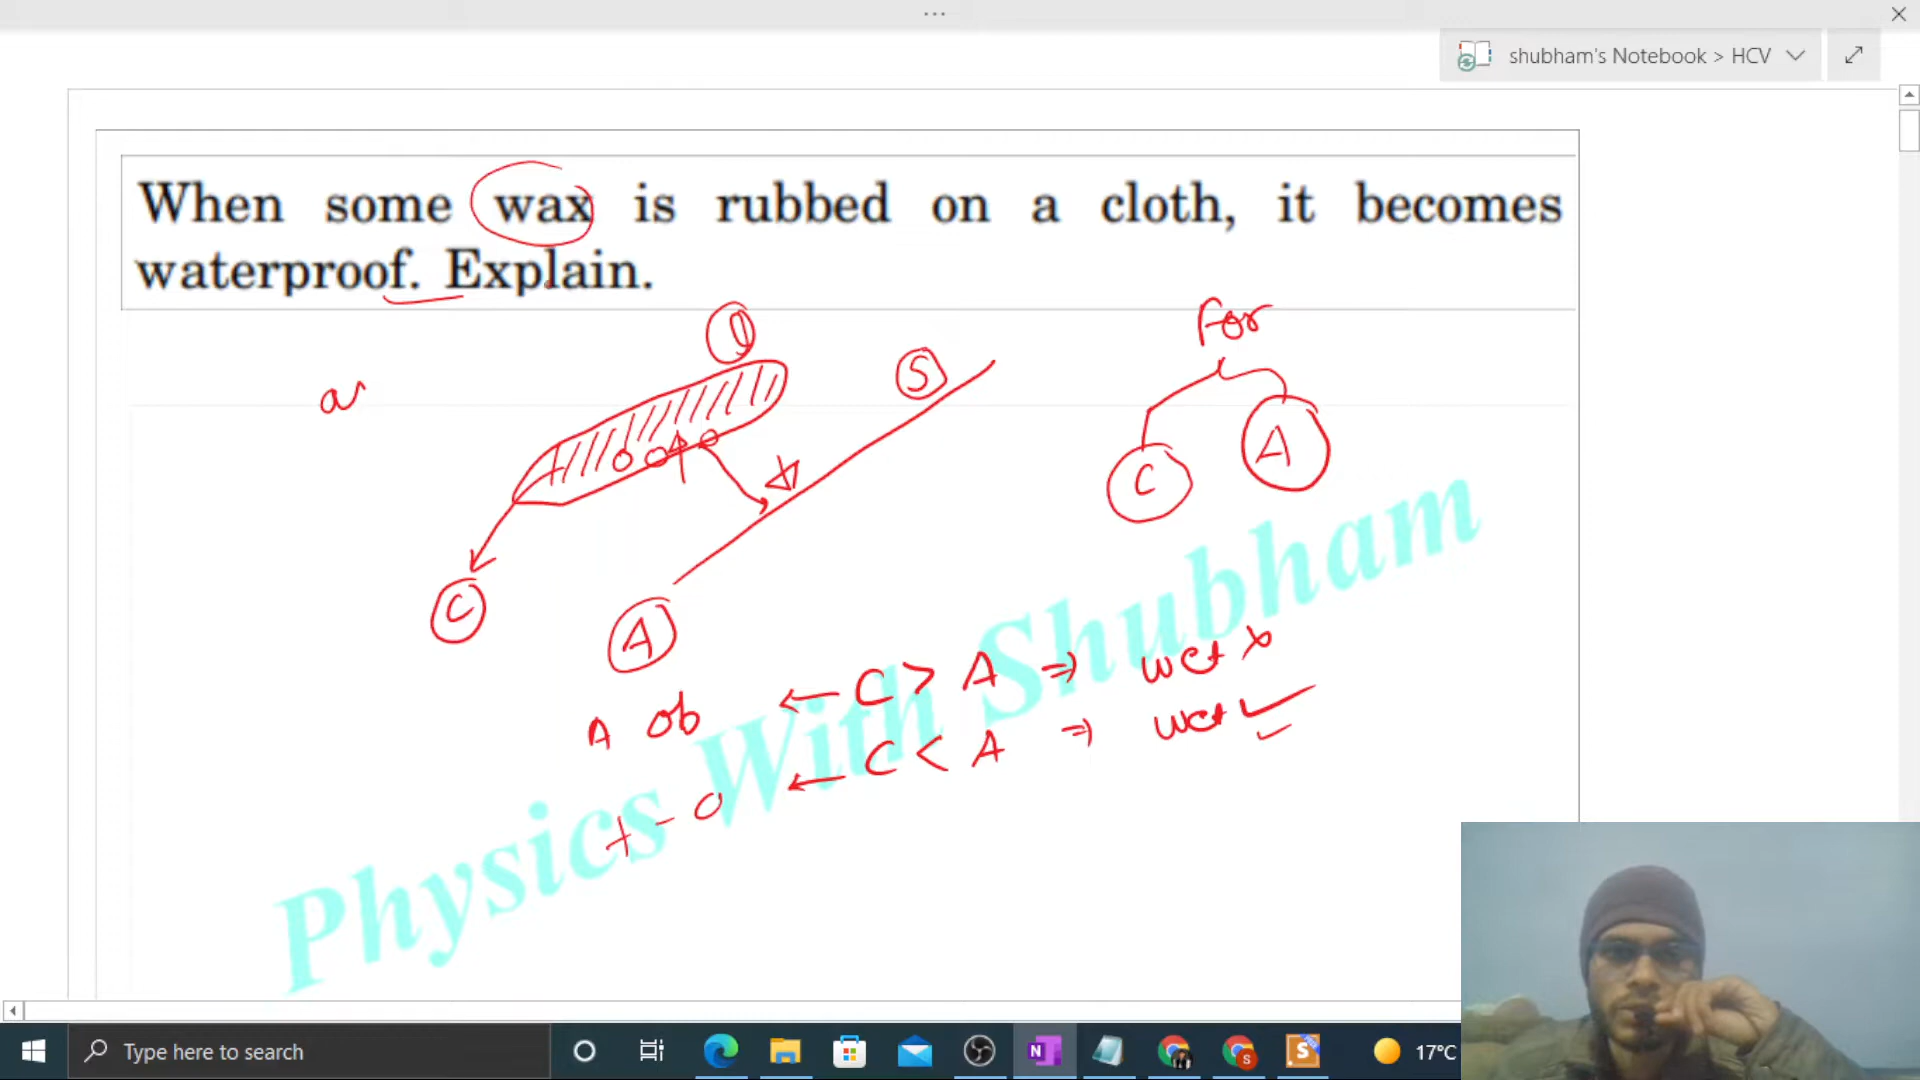 ...
shubham's Notebook > HCV
When some wax is rubbed on a cloth, it becomes
waterproof. Explain.
For
S
C A
C
A
C > A ⇒ wet ×
A ob ←
C < A ⇒ wet ✓
Physics With Shubham
Type here to search
17°C